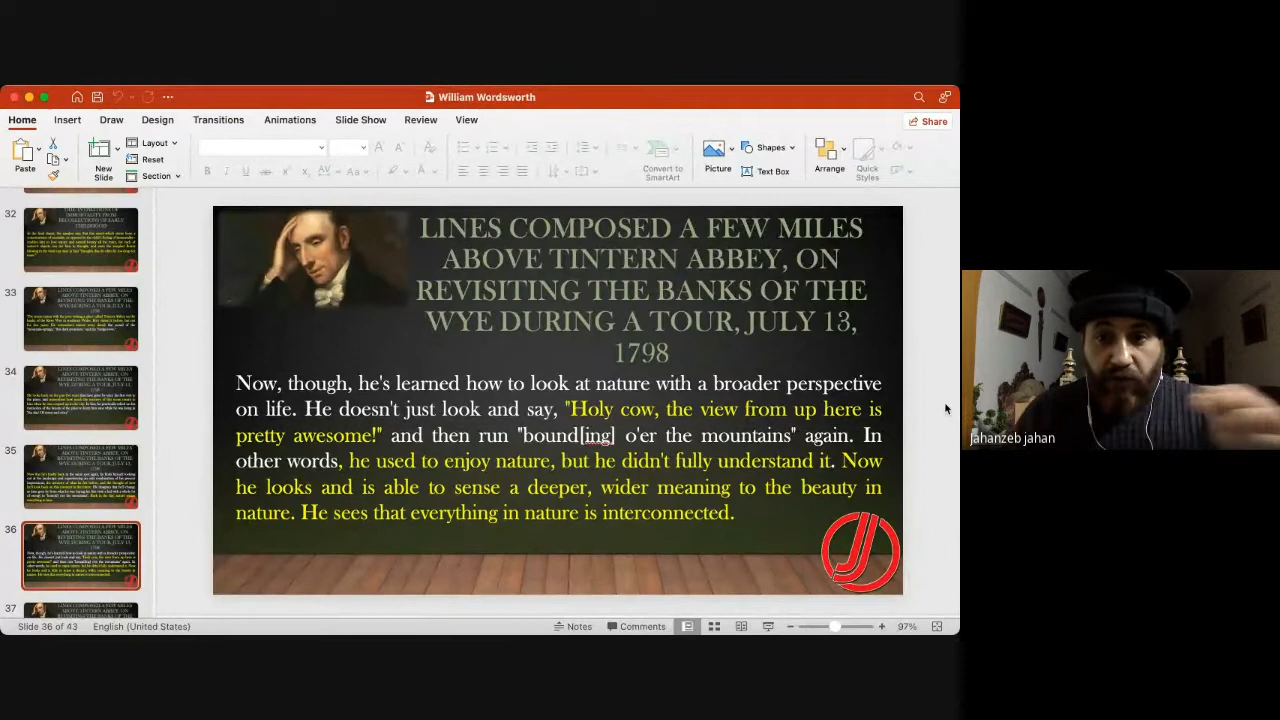 William Wordsworth
Home Insert Draw Design Transitions Animations Slide Show Review View Share
Paste
New Slide
Layout
Reset
Section
B I U ab x² x₂ AV Aa
Convert to SmartArt
Picture
Shapes
Text Box
Arrange
Quick Styles
32
33
34
35
36
37
LINES COMPOSED A FEW MILES
ABOVE TINTERN ABBEY, ON
REVISITING THE BANKS OF THE
WYE DURING A TOUR, JULY 13,
1798
Now, though, he's learned how to look at nature with a broader perspective
on life. He doesn't just look and say, "Holy cow, the view from up here is
pretty awesome!" and then run "bound[ing] o'er the mountains" again. In
other words, he used to enjoy nature, but he didn't fully understand it. Now
he looks and is able to sense a deeper, wider meaning to the beauty in
nature. He sees that everything in nature is interconnected.
Jahanzeb jahan
Slide 36 of 43 English (United States) Notes Comments 97%